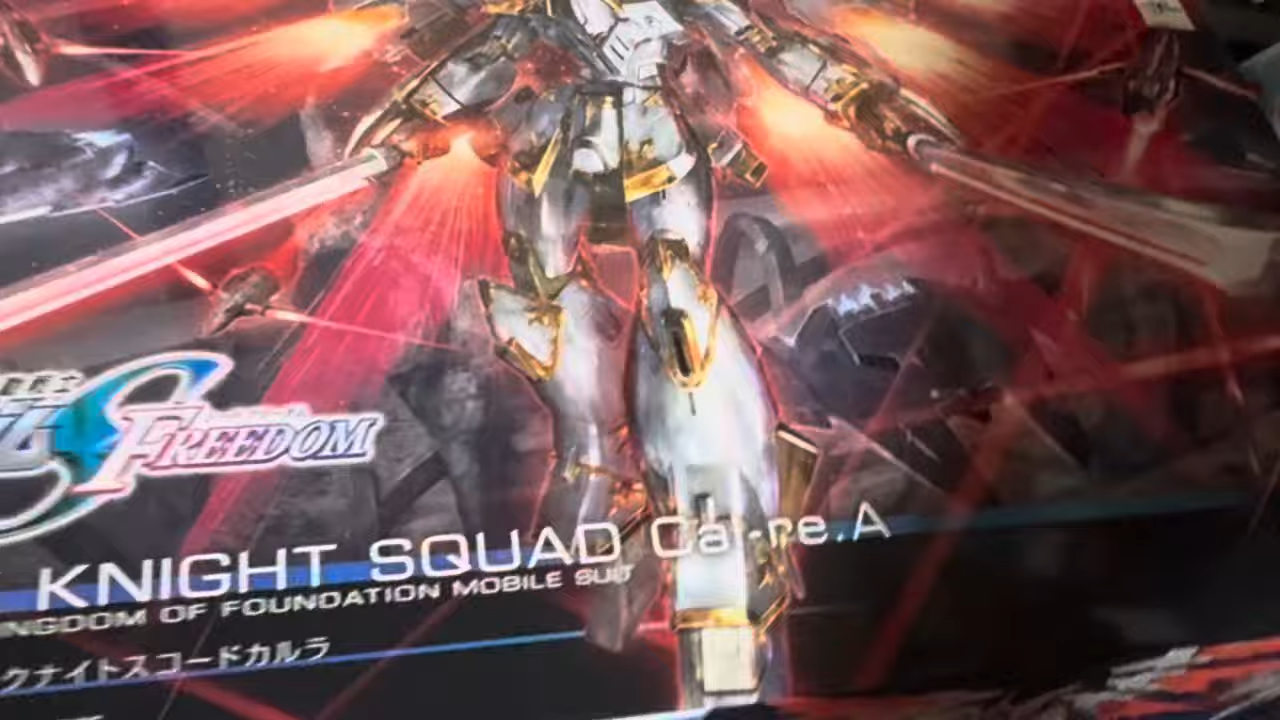 FREEDOM
KNIGHT SQUAD Cal-re.A
INGDOM OF FOUNDATION MOBILE SUIT
クナイトスコードカルラ